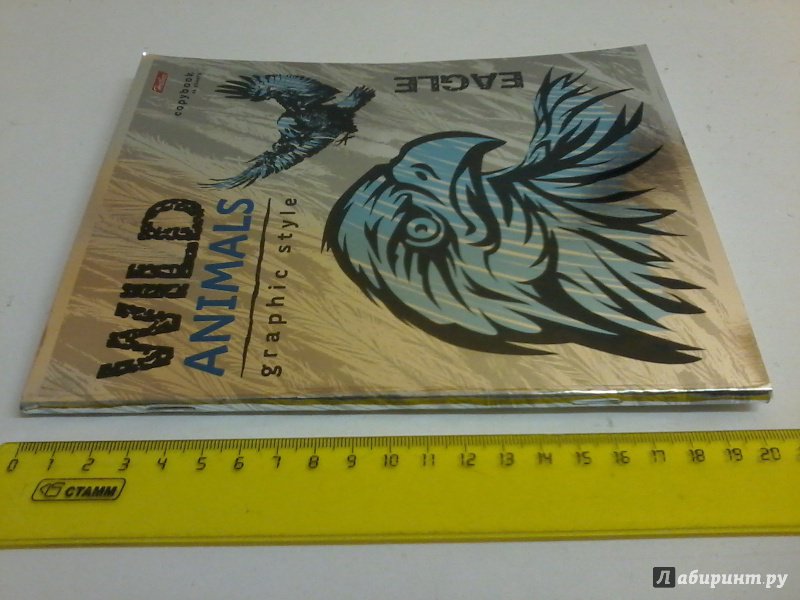 WILD
ANIMALS
graphic style
copybook
EAGLE
0 1 2 3 4 5 6 7 8 9 10 11 12 13 14 15 16 17 18 19 20
СТАММ
Лабиринт.ру